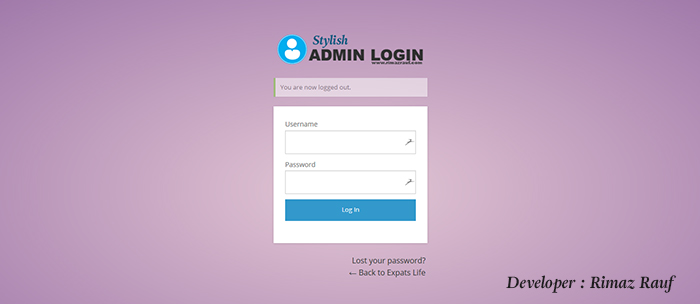 Stylish
ADMIN LOGIN
www.rimazrauf.com
You are now logged out.
Username
Password
Log In
Lost your password?
← Back to Expats Life
Developer : Rimaz Rauf